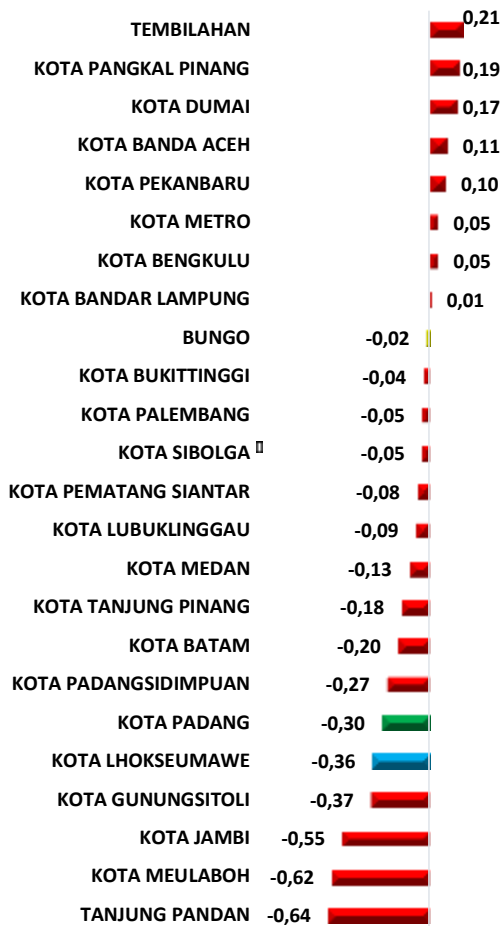 TEMBILAHAN 0,21
KOTA PANGKAL PINANG 0,19
KOTA DUMAI 0,17
KOTA BANDA ACEH 0,11
KOTA PEKANBARU 0,10
KOTA METRO 0,05
KOTA BENGKULU 0,05
KOTA BANDAR LAMPUNG 0,01
BUNGO -0,02
KOTA BUKITTINGGI -0,04
KOTA PALEMBANG -0,05
KOTA SIBOLGA -0,05
KOTA PEMATANG SIANTAR -0,08
KOTA LUBUKLINGGAU -0,09
KOTA MEDAN -0,13
KOTA TANJUNG PINANG -0,18
KOTA BATAM -0,20
KOTA PADANGSIDIMPUAN -0,27
KOTA PADANG -0,30
KOTA LHOKSEUMAWE -0,36
KOTA GUNUNGSITOLI -0,37
KOTA JAMBI -0,55
KOTA MEULABOH -0,62
TANJUNG PANDAN -0,64